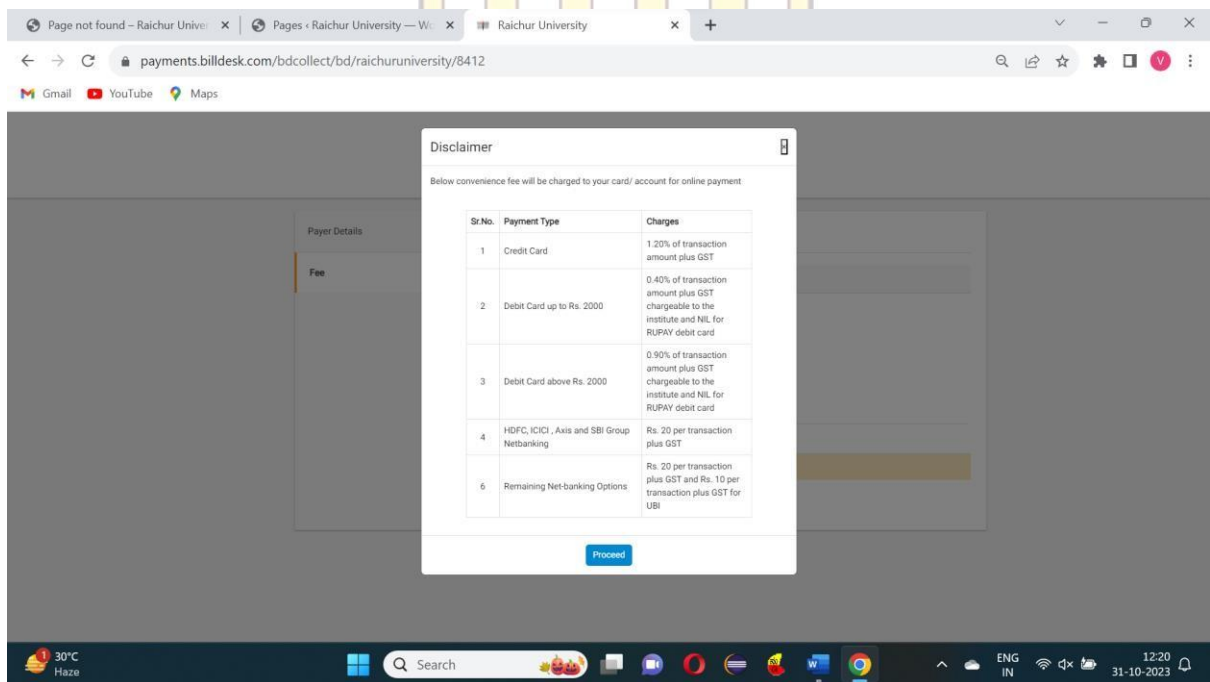 Page not found – Raichur Univer
Pages ‹ Raichur University — Wo
Raichur University
payments.billdesk.com/bdcollect/bd/raichuruniversity/8412
V
Gmail
YouTube
Maps
Disclaimer
Below convenience fee will be charged to your card/ account for online payment
Payer Details
Fee
Sr.No. Payment Type Charges
1 Credit Card 1.20% of transaction
amount plus GST
2 Debit Card up to Rs. 2000 0.40% of transaction
amount plus GST
chargeable to the
institute and NIL for
RUPAY debit card
3 Debit Card above Rs. 2000 0.90% of transaction
amount plus GST
chargeable to the
institute and NIL for
RUPAY debit card
4 HDFC, ICICI , Axis and SBI Group
Netbanking
Rs. 20 per transaction
plus GST
6 Remaining Net-banking Options Rs. 20 per transaction
plus GST and Rs. 10 per
transaction plus GST for
UBI
Proceed
1
30°C
Haze
Search
W
ENG
IN
12:20
31-10-2023